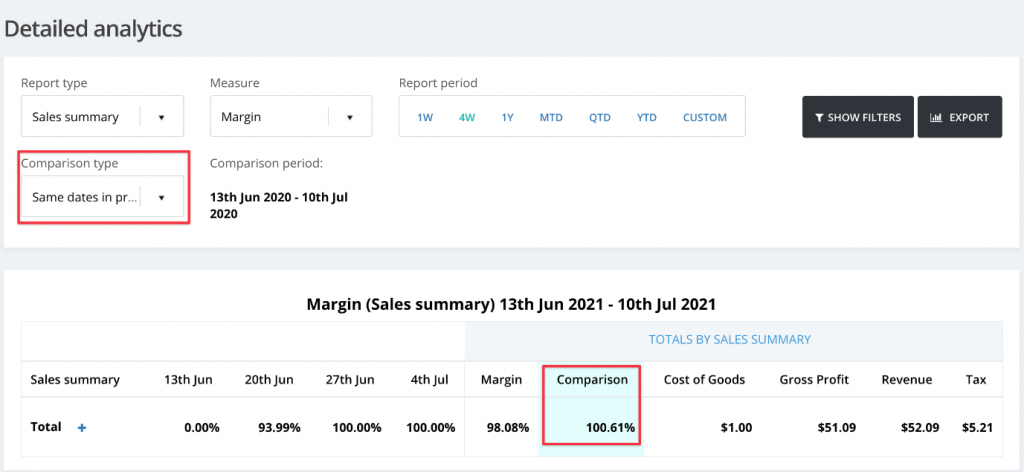 Detailed analytics
Report type
Measure
Report period
Sales summary
Margin
1W 4W 1Y MTD QTD YTD CUSTOM
SHOW FILTERS
EXPORT
Comparison type
Comparison period:
Same dates in pr...
13th Jun 2020 - 10th Jul
2020
Margin (Sales summary) 13th Jun 2021 - 10th Jul 2021
TOTALS BY SALES SUMMARY
Sales summary 13th Jun 20th Jun 27th Jun 4th Jul Margin Comparison Cost of Goods Gross Profit Revenue Tax
Total + 0.00% 93.99% 100.00% 100.00% 98.08% 100.61% $1.00 $51.09 $52.09 $5.21